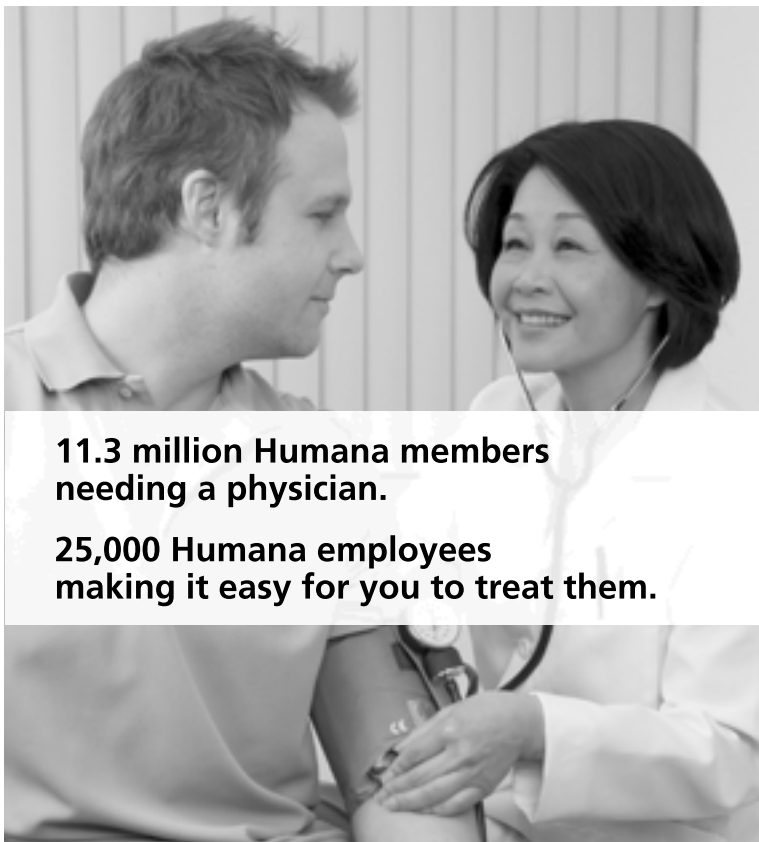 11.3 million Humana members
needing a physician.
25,000 Humana employees
making it easy for you to treat them.